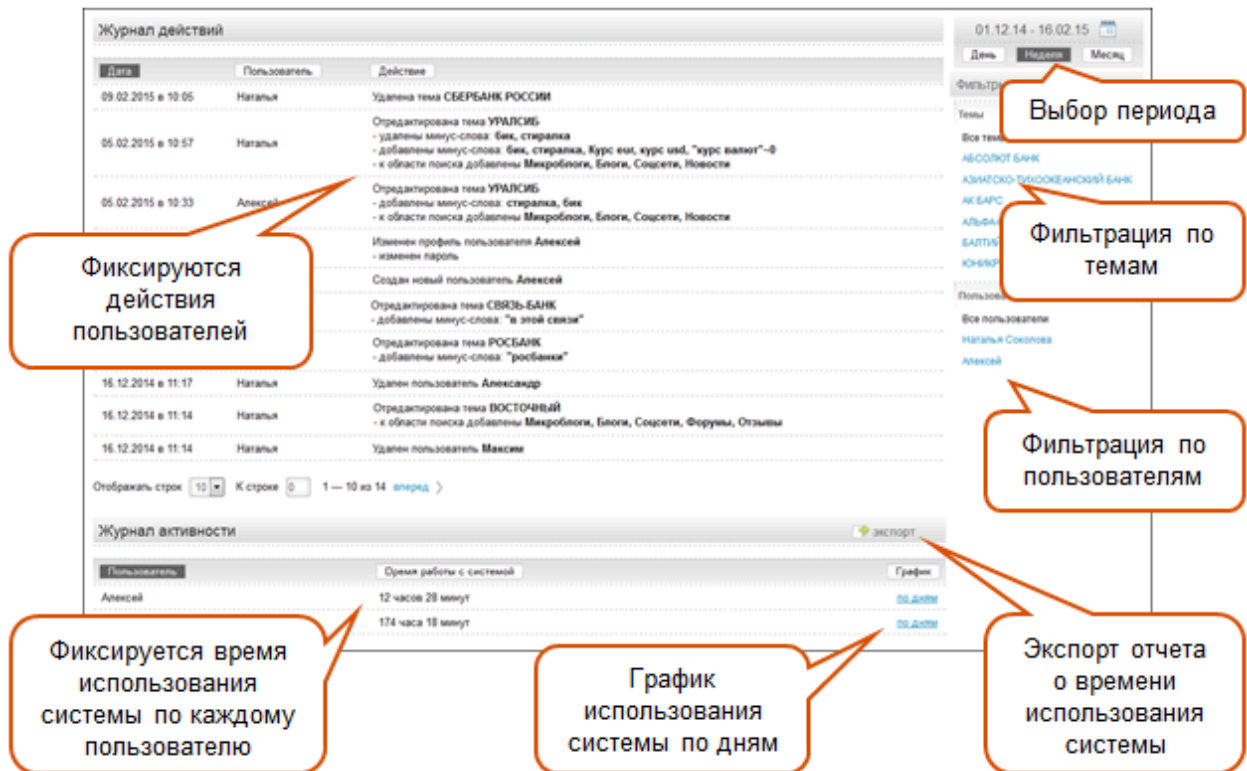 Журнал действий
01.12.14 - 16.02.15
День Неделя Месяц
Дата Пользователь Действие
Фильтры
Выбор периода
09.02.2015 в 10:05 Наталья Удалена тема СБЕРБАНК РОССИИ
Темы
Все темы
АБСОЛЮТ БАНК
АЗИАТСКО-ТИХООКЕАНСКИЙ БАНК
АК БАРС
Отредактирована тема УРАЛСИБ
- удалены минус-слова: бик, стиралка
05.02.2015 в 10:57 Наталья
- добавлены минус-слова: бик, стиралка, Курс eur, курс usd, "курс валют"~0
- к области поиска добавлены Микроблоги, Блоги, Соцсети, Новости
Отредактирована тема УРАЛСИБ
05.02.2015 в 10:33 Алексей
- добавлены минус-слова: стиралка, бик
- к области поиска добавлены Микроблоги, Блоги, Соцсети, Новости
Фильтрация по
темам
Фиксируются
действия
пользователей
Изменен профиль пользователя Алексей
- изменен пароль
Создан новый пользователь Алексей
Отредактирована тема СВЯЗЬ-БАНК
- добавлены минус-слова: "в этой связи"
Отредактирована тема РОСБАНК
- добавлены минус-слова: "росбанки"
Все пользователи
Наталья Соколова
Алексей
16.12.2014 в 11:17 Наталья Удален пользователь Александр
Отредактирована тема ВОСТОЧНЫЙ
16.12.2014 в 11:14 Наталья
- к области поиска добавлены Микроблоги, Блоги, Соцсети, Форумы, Отзывы
16.12.2014 в 11:14 Наталья Удален пользователь Максим
Фильтрация по
пользователям
Отображать строк 10 К строке 0 1 — 10 из 14 вперед
Журнал активности
экспорт
Пользователь Время работы с системой График
Алексей 12 часов 28 минут по дням
174 часа 18 минут по дням
Фиксируется время
использования
системы по каждому
пользователю
График
использования
системы по дням
Экспорт отчета
о времени
использования
системы